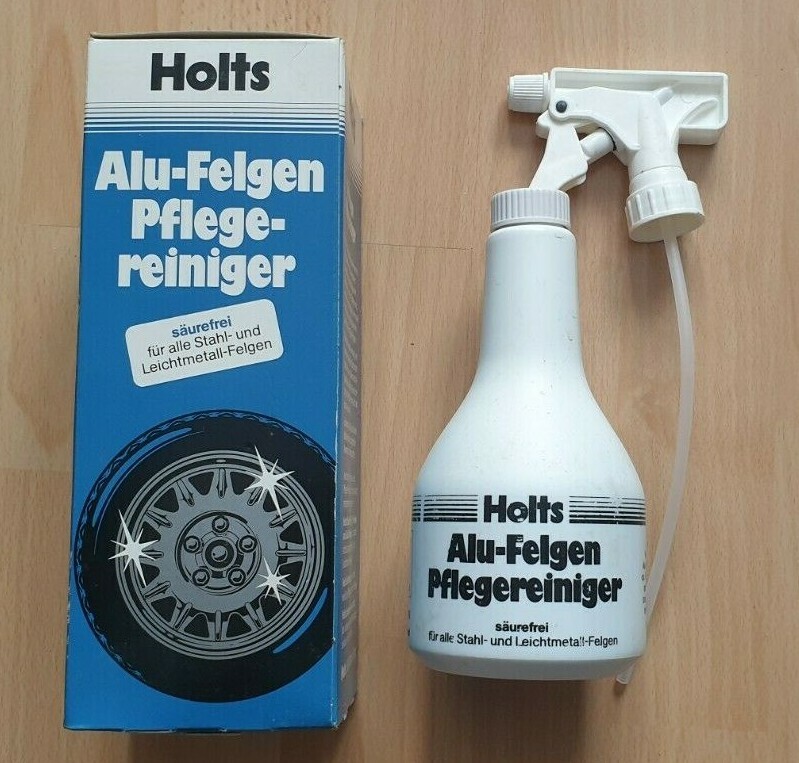 Holts
Alu-Felgen
Pflege-
reiniger
säurefrei
für alle Stahl- und
Leichtmetall-Felgen
Holts
Alu-Felgen
Pflegereiniger
säurefrei
für alle Stahl- und Leichtmetall-Felgen